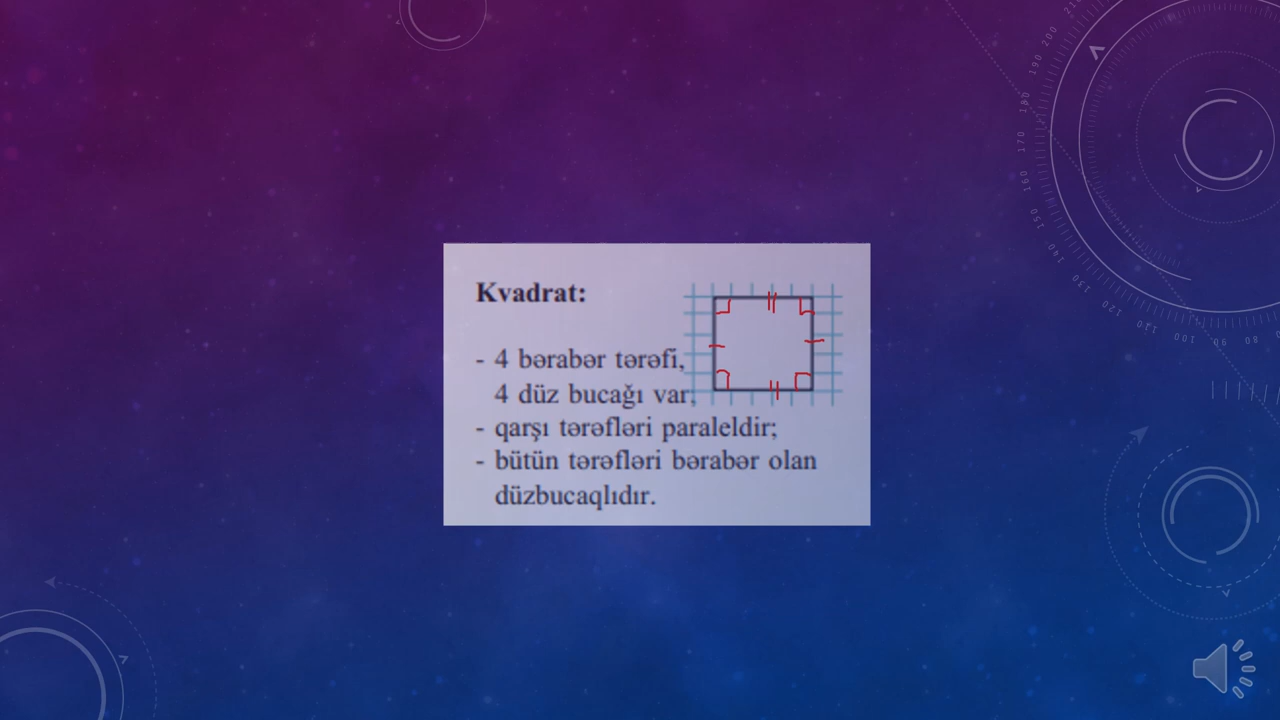 Kvadrat:
- 4 bərabər tərəfi,
4 düz bucağı var;
- qarşı tərəfləri paraleldir;
- bütün tərəfləri bərabər olan
düzbucaqlıdır.